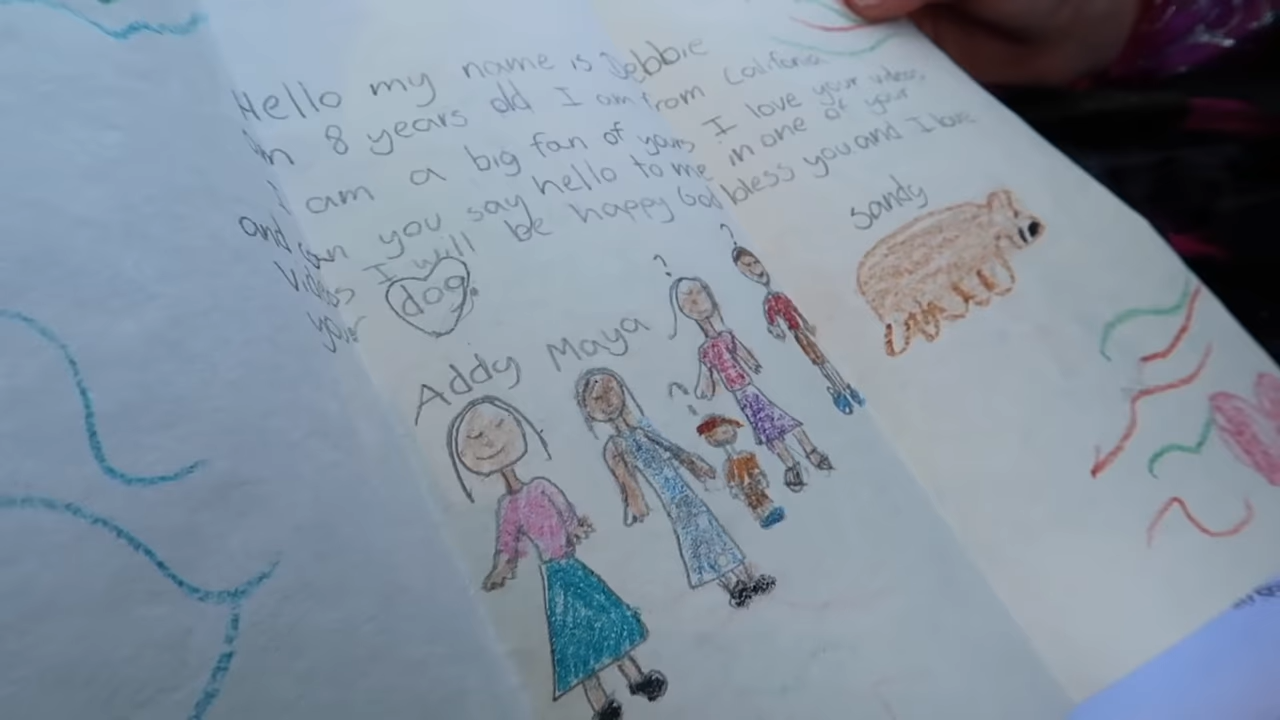 Hello my name is Debbie
Im 8 years old I am from California
I am a big fan of yours I love your videos,
and can you say hello to me in one of your
Videos I will be happy God bless you and I love
your dog.
Sandy
?
?
Addy Maya
?